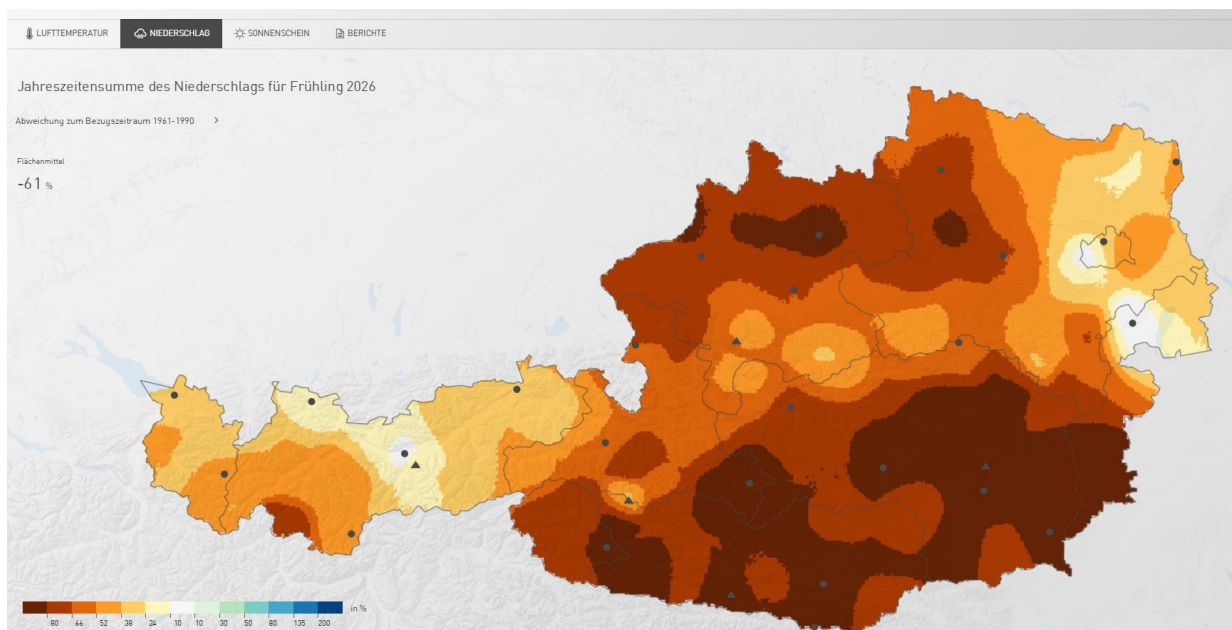 LUFTTEMPERATUR NIEDERSCHLAG SONNENSCHEIN BERICHTE
Jahreszeitensumme des Niederschlags für Frühling 2026
Abweichung zum Bezugszeitraum 1961-1990 >
Flächenmittel
-61 %
in %
80 66 52 38 24 10 10 30 50 80 135 200